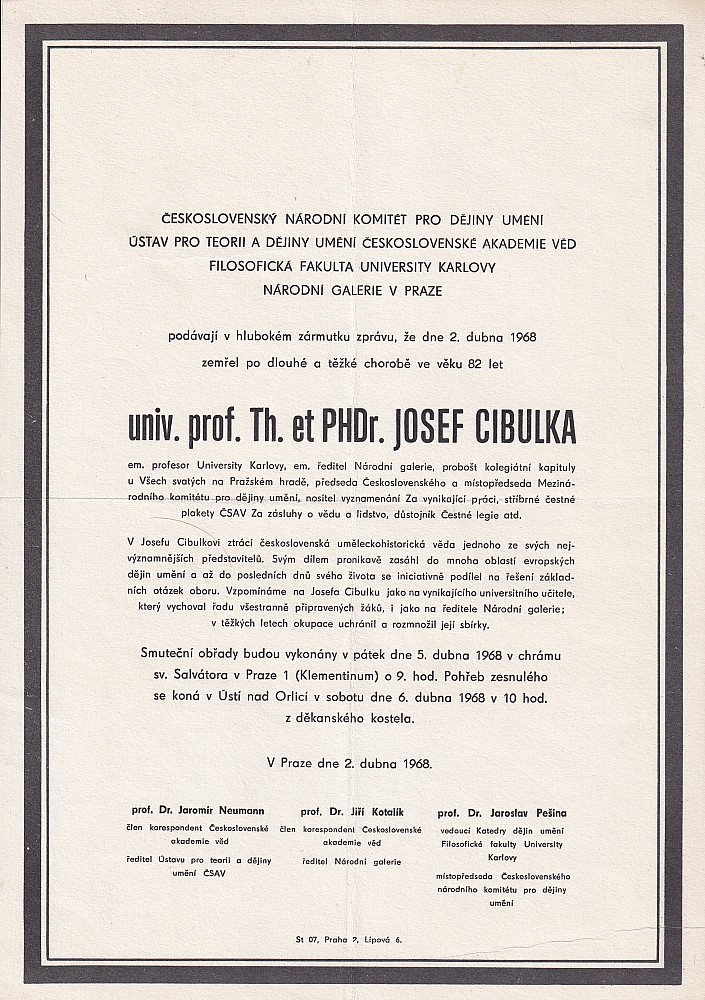 ČESKOSLOVENSKÝ NÁRODNÍ KOMITÉT PRO DĚJINY UMĚNÍ
ÚSTAV PRO TEORII A DĚJINY UMĚNÍ ČESKOSLOVENSKÉ AKADEMIE VĚD
FILOSOFICKÁ FAKULTA UNIVERSITY KARLOVY
NÁRODNÍ GALERIE V PRAZE
podávají v hlubokém zármutku zprávu, že dne 2. dubna 1968
zemřel po dlouhé a těžké chorobě ve věku 82 let
univ. prof. Th. et PHDr. JOSEF CIBULKA
em. profesor University Karlovy, em. ředitel Národní galerie, probošt kolegiátní kapituly
u Všech svatých na Pražském hradě, předseda Československého a místopředseda Meziná-
rodního komitétu pro dějiny umění, nositel vyznamenání Za vynikající práci, stříbrné čestné
plakety ČSAV Za zásluhy o vědu a lidstvo, důstojník Čestné legie atd.
V Josefu Cibulkovi ztrácí československá uměleckohistorická věda jednoho ze svých nej-
významnějších představitelů. Svým dílem pronikavě zasáhl do mnoha oblastí evropských
dějin umění a až do posledních dnů svého života se iniciativně podílel na řešení základ-
ních otázek oboru. Vzpomínáme na Josefa Cibulku jako na vynikajícího universitního učitele,
který vychoval řadu všestranně připravených žáků, i jako na ředitele Národní galerie;
v těžkých letech okupace uchránil a rozmnožil její sbírky.
Smuteční obřady budou vykonány v pátek dne 5. dubna 1968 v chrámu
sv. Salvátora v Praze 1 (Klementinum) o 9. hod. Pohřeb zesnulého
se koná v Ústí nad Orlicí v sobotu dne 6. dubna 1968 v 10 hod.
z děkanského kostela.
V Praze dne 2. dubna 1968.
prof. Dr. Jaromír Neumann
člen korespondent Československé
akademie věd
ředitel Ústavu pro teorii a dějiny
umění ČSAV
prof. Dr. Jiří Kotalík
člen korespondent Československé
akademie věd
ředitel Národní galerie
prof. Dr. Jaroslav Pešina
vedoucí Katedry dějin umění
Filosofické fakulty University
Karlovy
místopředseda Československého
národního komitétu pro dějiny
umění
St 07, Praha 2, Lípová 6.